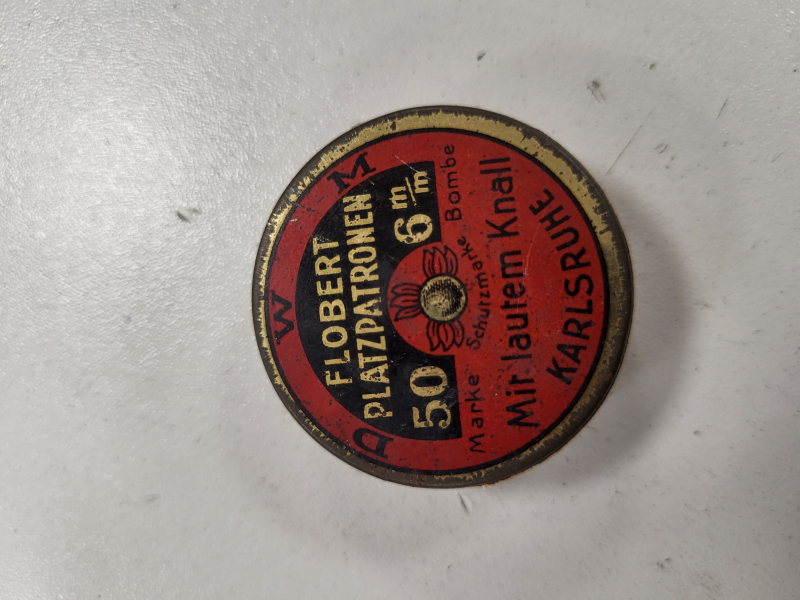 D W M
FLOBERT
PLATZPATRONEN
50 6 m/m
Marke Schutzmarke Bombe
Mit lautem Knall
KARLSRUHE